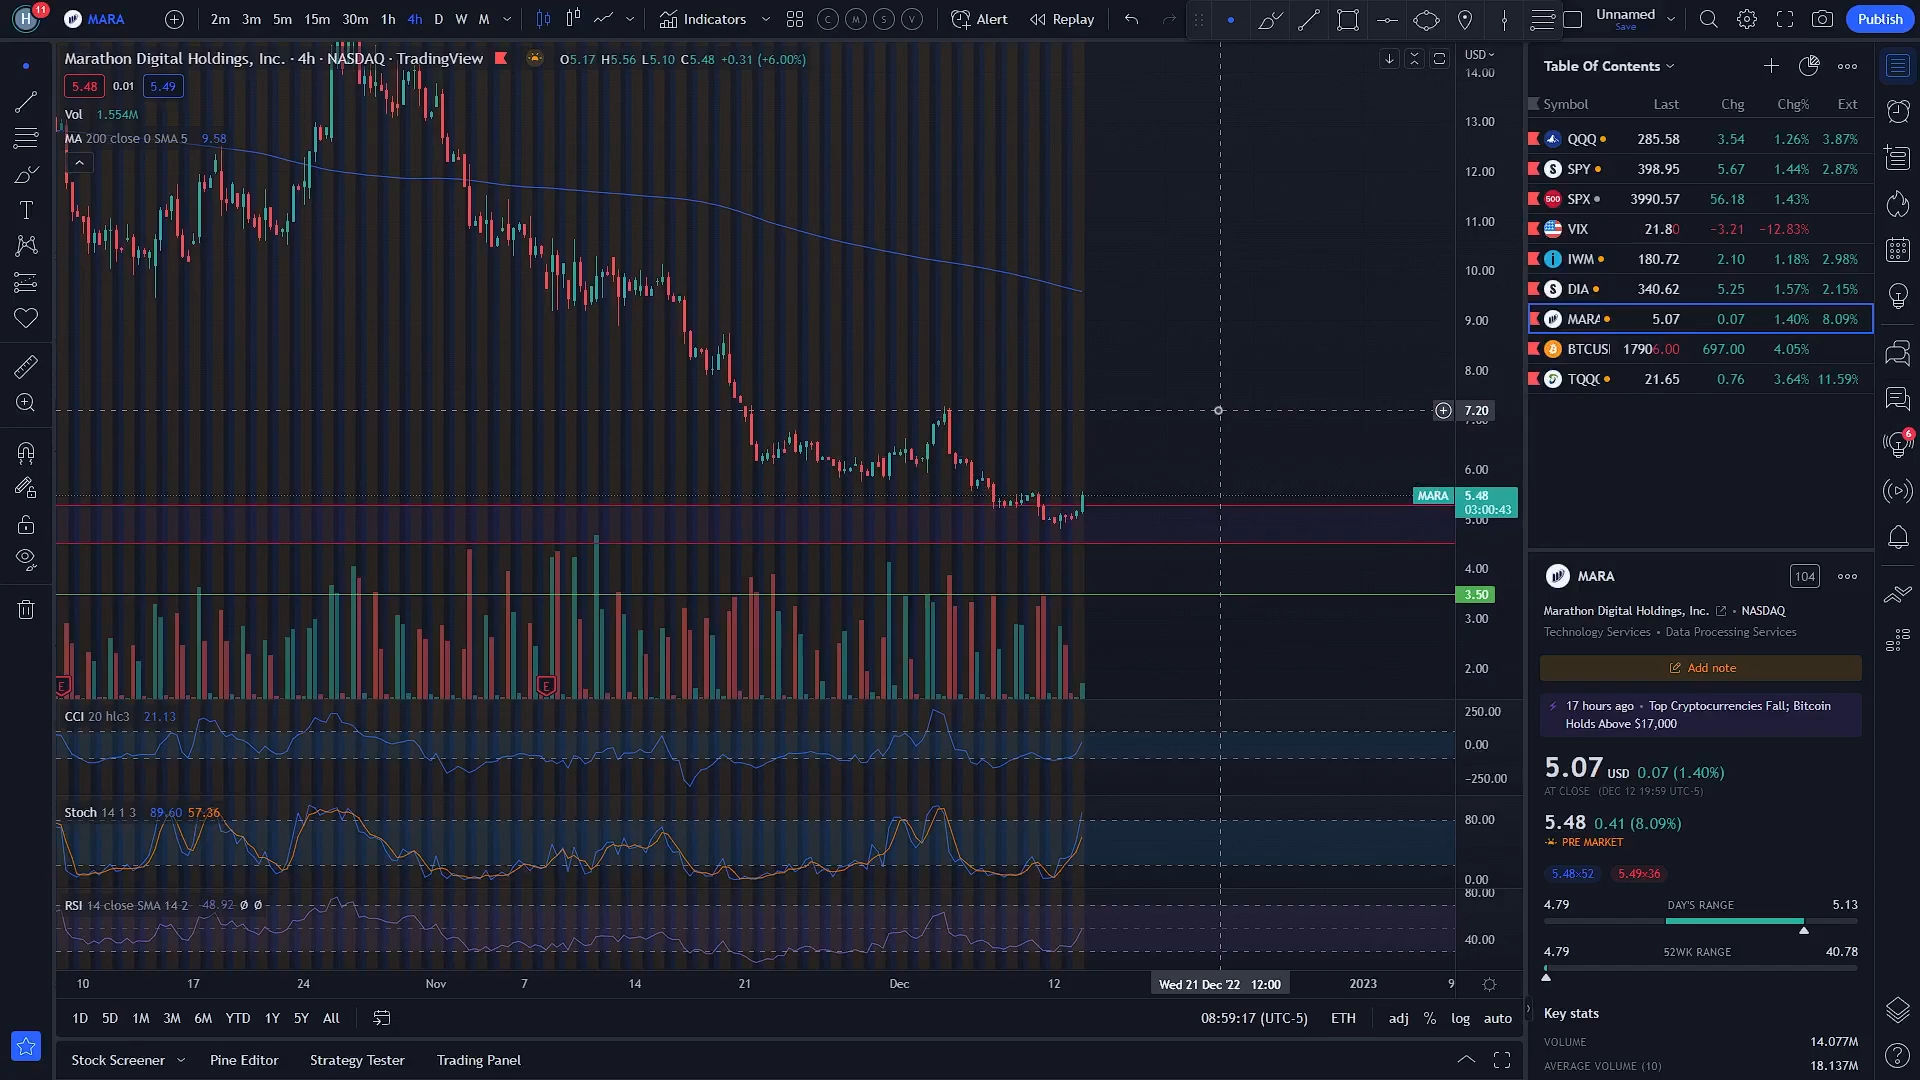 H 11 MARA 2m 3m 5m 15m 30m 1h 4h D W M Indicators C M S V Alert Replay Unnamed Save Publish
Marathon Digital Holdings, Inc. · 4h · NASDAQ · TradingView O5.17 H5.56 L5.10 C5.48 +0.31 (+6.00%)
5.48 0.01 5.49
Vol 1.554M
MA 200 close 0 SMA 5 9.58
USD
14.00
13.00
12.00
11.00
10.00
9.00
8.00
7.20
7.00
6.00
MARA 5.48
03:00:43
5.00
4.00
3.50
3.00
2.00
E E
CCI 20 hlc3 21.13
250.00
0.00
−250.00
Stoch 14 1 3 89.60 57.36
80.00
0.00
RSI 14 close SMA 14 2 48.92 Ø Ø
80.00
40.00
10 17 24 Nov 7 14 21 Dec 12 Wed 21 Dec '22 12:00 2023 9
1D 5D 1M 3M 6M YTD 1Y 5Y All 08:59:17 (UTC-5) ETH adj % log auto
Stock Screener Pine Editor Strategy Tester Trading Panel
Table Of Contents
Symbol Last Chg Chg% Ext
QQQ 285.58 3.54 1.26% 3.87%
S SPY 398.95 5.67 1.44% 2.87%
500 SPX 3990.57 56.18 1.43%
VIX 21.80 −3.21 −12.83%
IWM 180.72 2.10 1.18% 2.98%
S DIA 340.62 5.25 1.57% 2.15%
MARA 5.07 0.07 1.40% 8.09%
BTCUS 17906.00 697.00 4.05%
TQQ 21.65 0.76 3.64% 11.59%
6
MARA 104
Marathon Digital Holdings, Inc. • NASDAQ
Technology Services • Data Processing Services
Add note
17 hours ago • Top Cryptocurrencies Fall; Bitcoin
Holds Above $17,000
5.07 USD 0.07 (1.40%)
AT CLOSE (DEC 12 19:59 UTC-5)
5.48 0.41 (8.09%)
PRE MARKET
5.48×52 5.49×36
4.79 DAY'S RANGE 5.13
4.79 52WK RANGE 40.78
Key stats
VOLUME 14.077M
AVERAGE VOLUME (10) 18.137M